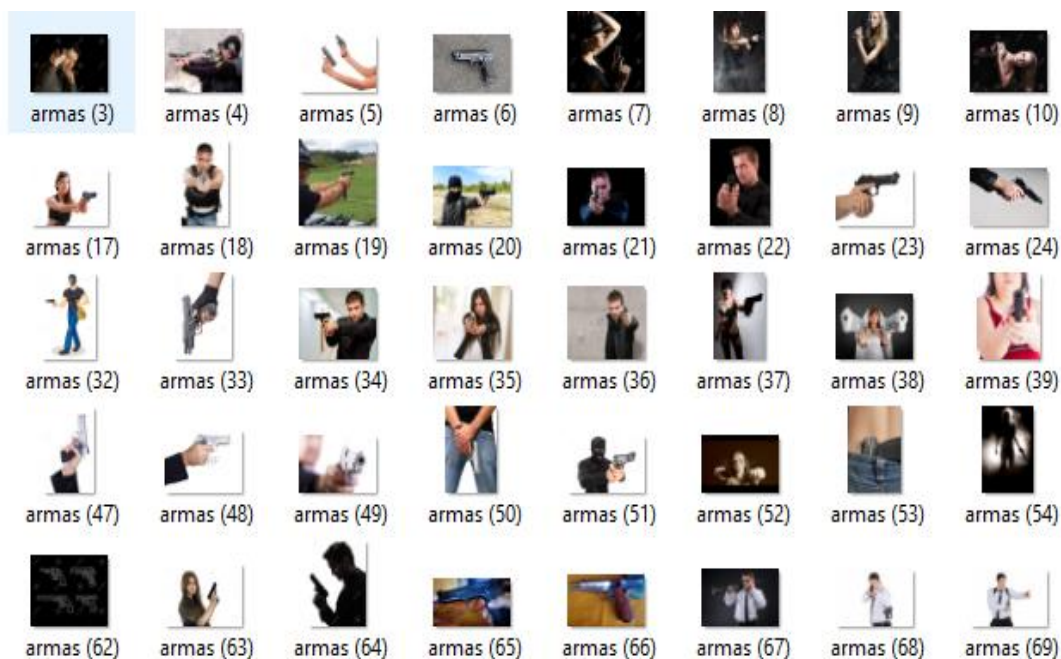 armas (3) armas (4) armas (5) armas (6) armas (7) armas (8) armas (9) armas (10)
armas (17) armas (18) armas (19) armas (20) armas (21) armas (22) armas (23) armas (24)
armas (32) armas (33) armas (34) armas (35) armas (36) armas (37) armas (38) armas (39)
armas (47) armas (48) armas (49) armas (50) armas (51) armas (52) armas (53) armas (54)
armas (62) armas (63) armas (64) armas (65) armas (66) armas (67) armas (68) armas (69)